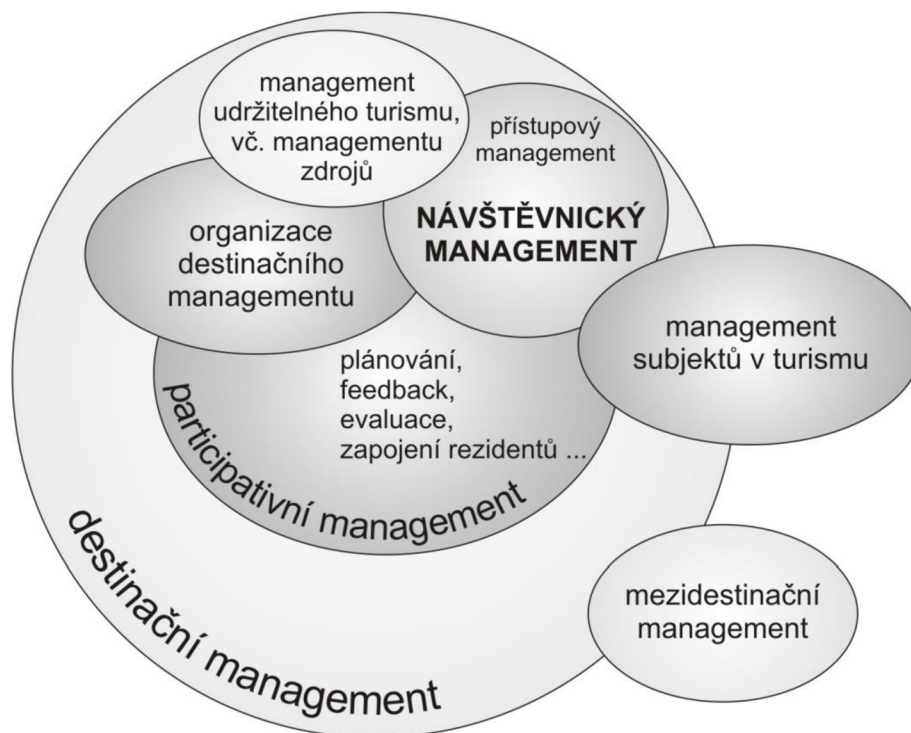 management
udržitelného turismu,
vč. managementu
zdrojů
přístupový
management
NÁVŠTĚVNICKÝ
MANAGEMENT
organizace
destinačního
managementu
management
subjektů v turismu
plánování,
feedback,
evaluace,
zapojení rezidentů ...
participativní management
destinační management
mezidestinační
management